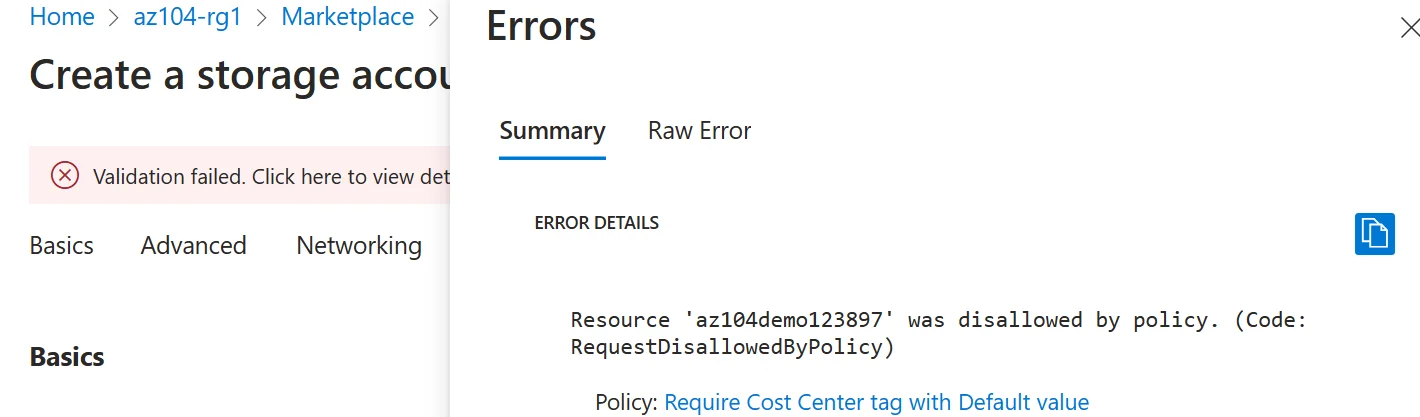 Home > az104-rg1 > Marketplace >
Create a storage accou
Validation failed. Click here to view det
Basics Advanced Networking
Basics
Errors
Summary Raw Error
ERROR DETAILS
Resource 'az104demo123897' was disallowed by policy. (Code:
RequestDisallowedByPolicy)
Policy: Require Cost Center tag with Default value